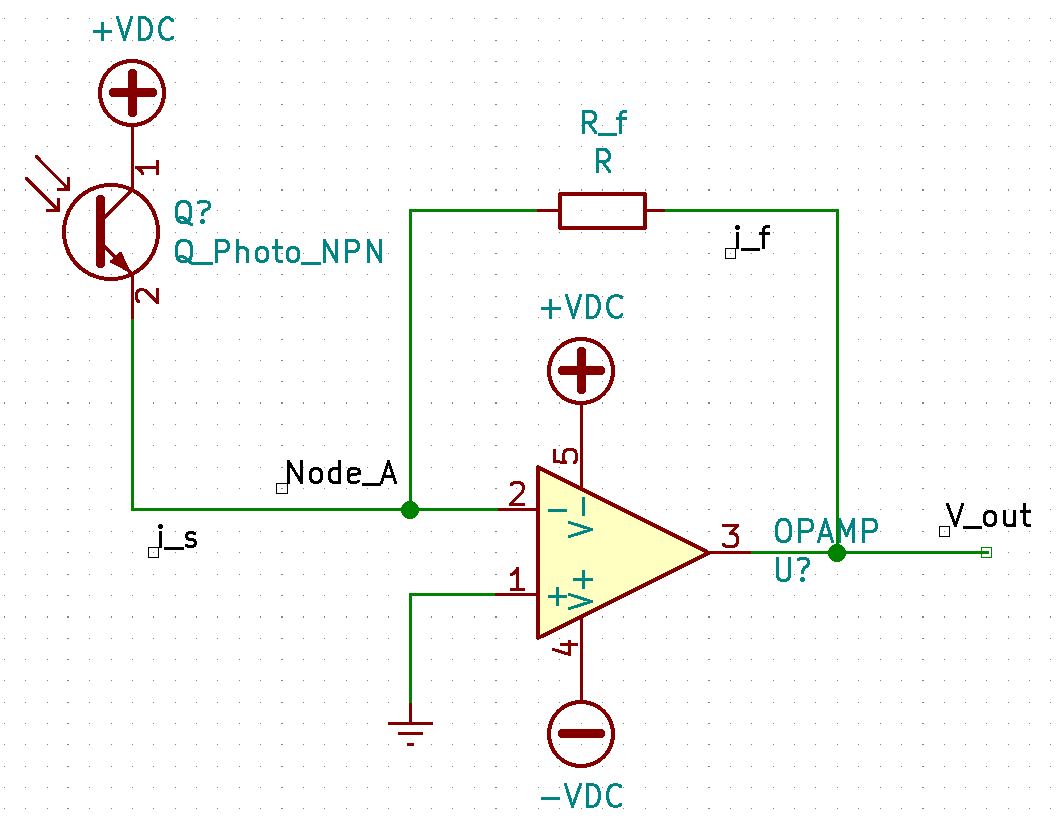 +VDC
1
Q?
Q_Photo_NPN
2
R_f
R
i_f
+VDC
5
Node_A
2
-
V-
i_s
1
+
V+
3
OPAMP
U?
V_out
4
-VDC